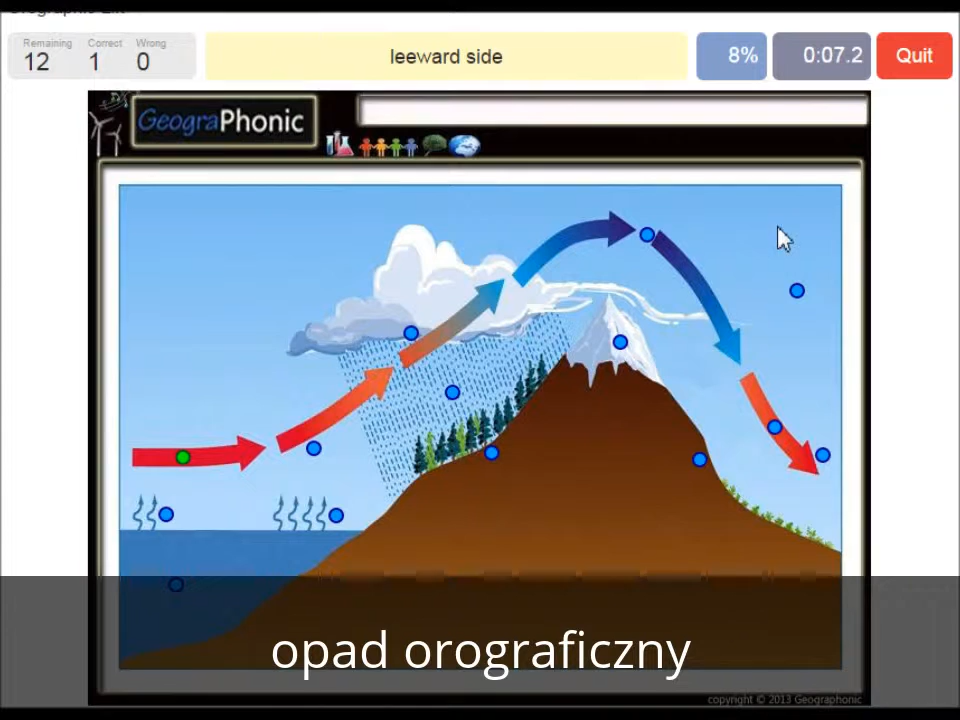 Remaining Correct Wrong
12 1 0
leeward side
8%
0:07.2
Quit
GeograPhonic
opad orograficzny
copyright © 2013 Geographonic